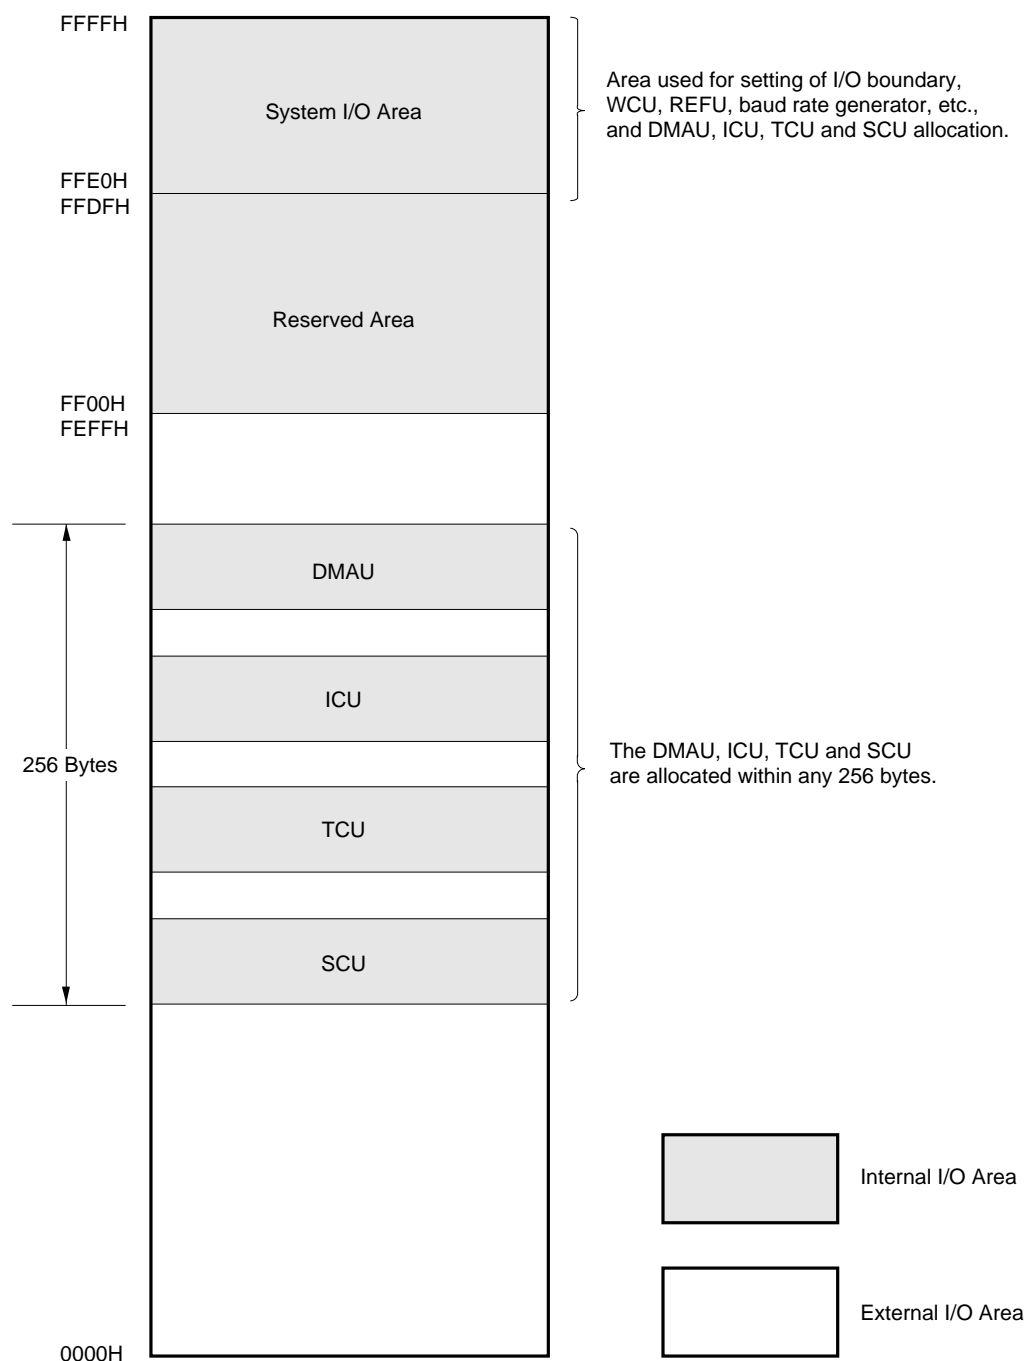 FFFFH
System I/O Area
Area used for setting of I/O boundary,
WCU, REFU, baud rate generator, etc.,
and DMAU, ICU, TCU and SCU allocation.
FFE0H
FFDFH
Reserved Area
FF00H
FEFFH
DMAU
ICU
256 Bytes
The DMAU, ICU, TCU and SCU
are allocated within any 256 bytes.
TCU
SCU
Internal I/O Area
External I/O Area
0000H